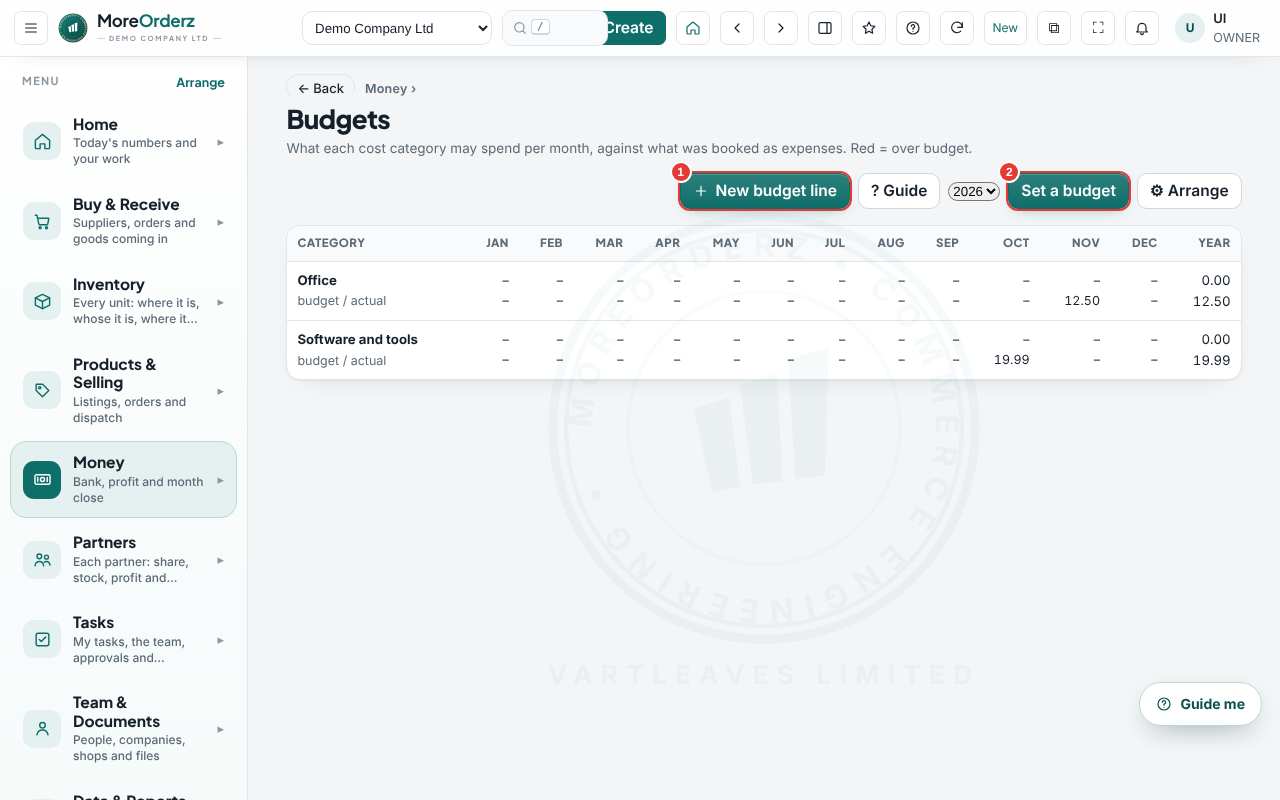 MoreOrderz
— DEMO COMPANY LTD —
Demo Company Ltd
/
Create
New
U
UI
OWNER
MENU
Arrange
Home
Today's numbers and
your work
Buy & Receive
Suppliers, orders and
goods coming in
Inventory
Every unit: where it is,
whose it is, where it...
Products &
Selling
Listings, orders and
dispatch
Money
Bank, profit and month
close
Partners
Each partner: share,
stock, profit and...
Tasks
My tasks, the team,
approvals and...
Team &
Documents
People, companies,
shops and files
← Back
Money ›
Budgets
What each cost category may spend per month, against what was booked as expenses. Red = over budget.
1
+ New budget line
? Guide
2026
2
Set a budget
⚙ Arrange
CATEGORY JAN FEB MAR APR MAY JUN JUL AUG SEP OCT NOV DEC YEAR
Office – – – – – – – – – – – – 0.00
budget / actual – – – – – – – – – – 12.50 – 12.50
Software and tools – – – – – – – – – – – – 0.00
budget / actual – – – – – – – – – 19.99 – – 19.99
MOREORDERZ • COMMERCE ENGINEERING •
VARTLEAVES LIMITED
Guide me